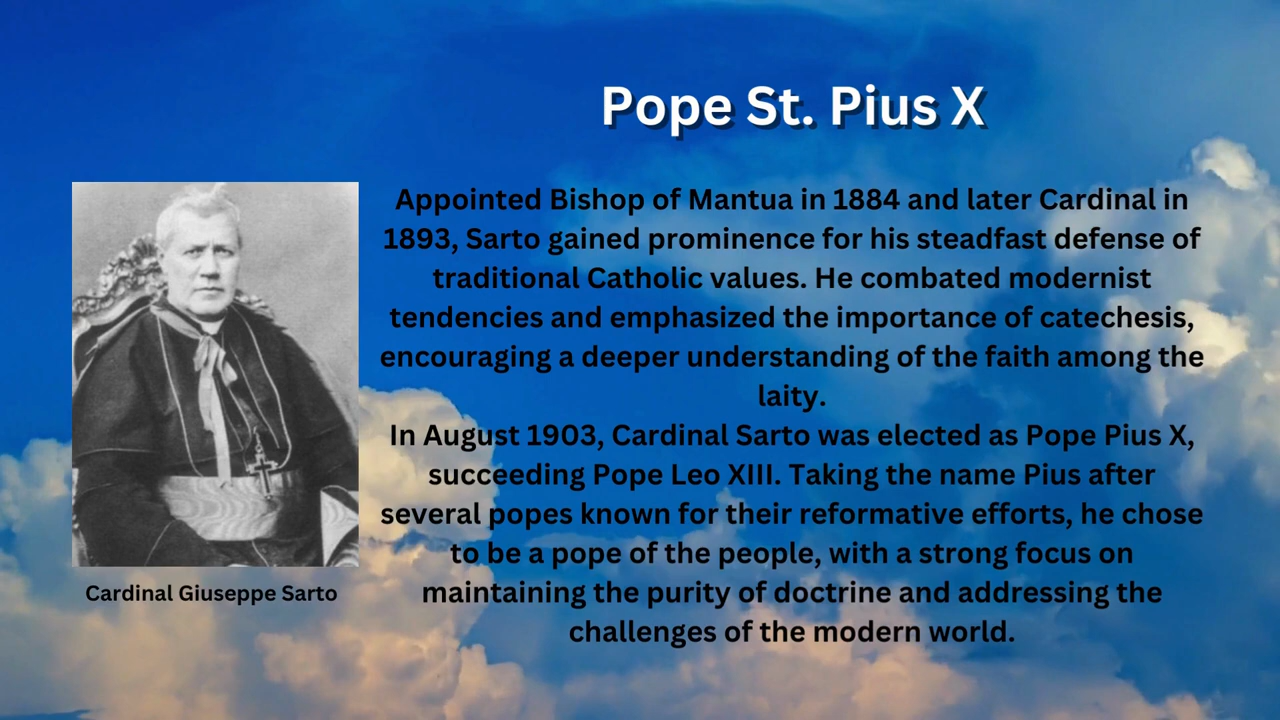 Pope St. Pius X
Appointed Bishop of Mantua in 1884 and later Cardinal in
1893, Sarto gained prominence for his steadfast defense of
traditional Catholic values. He combated modernist
tendencies and emphasized the importance of catechesis,
encouraging a deeper understanding of the faith among the
laity.
In August 1903, Cardinal Sarto was elected as Pope Pius X,
succeeding Pope Leo XIII. Taking the name Pius after
several popes known for their reformative efforts, he chose
to be a pope of the people, with a strong focus on
maintaining the purity of doctrine and addressing the
challenges of the modern world.
Cardinal Giuseppe Sarto